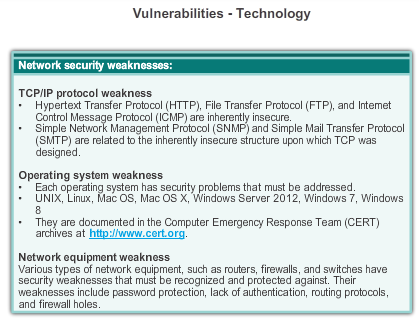 Vulnerabilities - Technology
Network security weaknesses:
TCP/IP protocol weakness
• Hypertext Transfer Protocol (HTTP), File Transfer Protocol (FTP), and Internet
Control Message Protocol (ICMP) are inherently insecure.
• Simple Network Management Protocol (SNMP) and Simple Mail Transfer Protocol
(SMTP) are related to the inherently insecure structure upon which TCP was
designed.
Operating system weakness
• Each operating system has security problems that must be addressed.
• UNIX, Linux, Mac OS, Mac OS X, Windows Server 2012, Windows 7, Windows
8
• They are documented in the Computer Emergency Response Team (CERT)
archives at http://www.cert.org.
Network equipment weakness
Various types of network equipment, such as routers, firewalls, and switches have
security weaknesses that must be recognized and protected against. Their
weaknesses include password protection, lack of authentication, routing protocols,
and firewall holes.